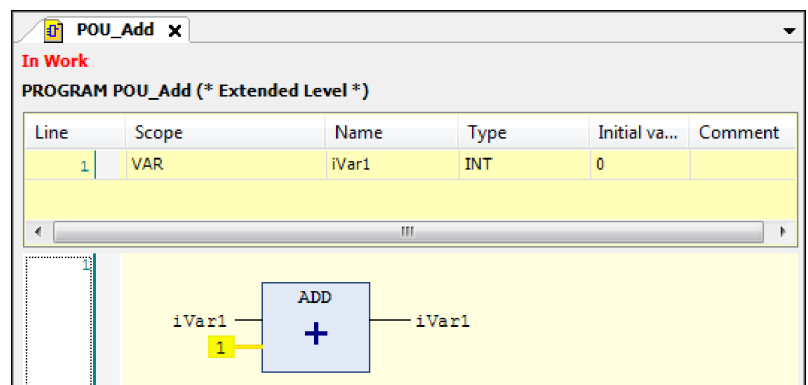 POU_Add x
In Work
PROGRAM POU_Add (* Extended Level *)
Line Scope Name Type Initial va... Comment
1 VAR iVar1 INT 0
1
ADD
iVar1 + iVar1
1